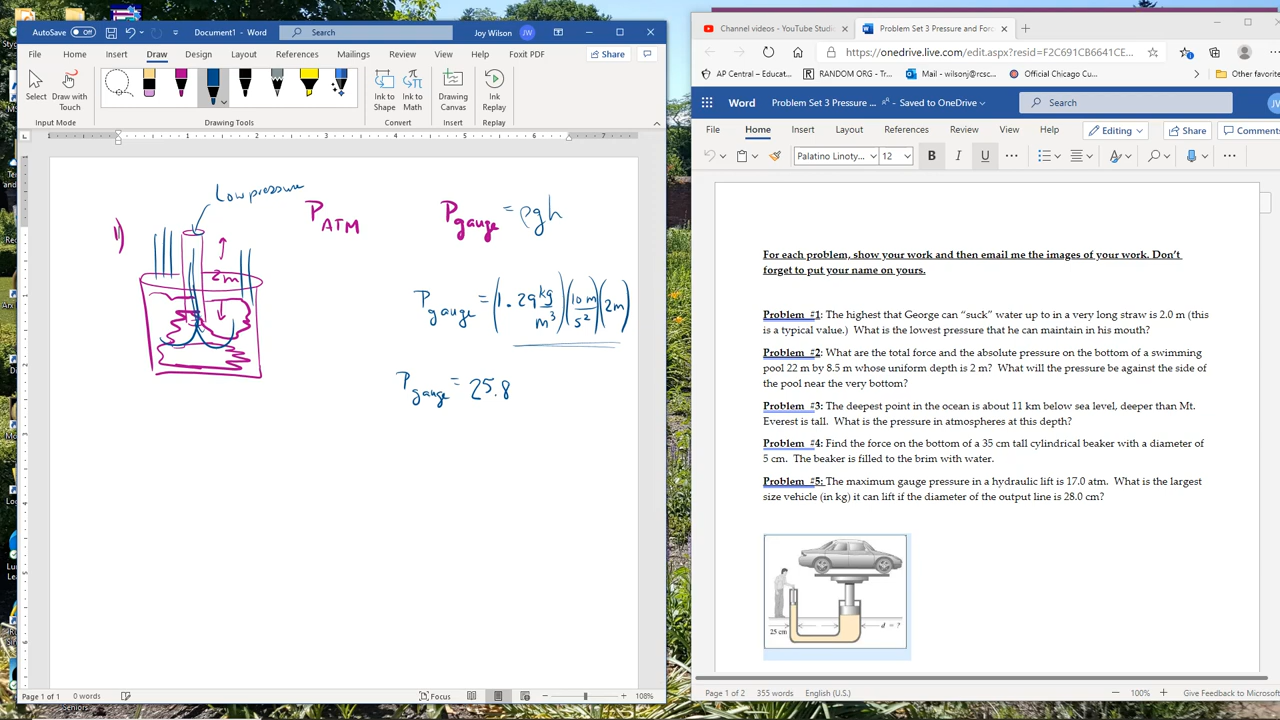 AutoSave Off Document1 - Word Search Joy Wilson JW
File Home Insert Draw Design Layout References Mailings Review View Help Foxit PDF Share
Select Draw with Touch Ink to Shape Ink to Math Drawing Canvas Ink Replay
Input Mode Drawing Tools Convert Insert Replay
Low pressure
1)
2m
P ATM
P gauge = ρgh
P gauge = (1.29 kg/m³)(10 m/s²)(2m)
P gauge = 25.8
Page 1 of 1 0 words Focus 108%
Channel videos - YouTube Studi Problem Set 3 Pressure and Forc
https://onedrive.live.com/edit.aspx?resid=F2C691CB6641CE...
AP Central – Educat... RANDOM ORG - Tr... Mail - wilsonj@rcsc... Official Chicago Cu... Other favorites
Word Problem Set 3 Pressure ... - Saved to OneDrive Search JW
File Home Insert Layout References Review View Help Editing Share Comments
Palatino Linoty... 12 B I U
For each problem, show your work and then email me the images of your work. Don't
forget to put your name on yours.
Problem #1: The highest that George can "suck" water up to in a very long straw is 2.0 m (this
is a typical value.) What is the lowest pressure that he can maintain in his mouth?
Problem #2: What are the total force and the absolute pressure on the bottom of a swimming
pool 22 m by 8.5 m whose uniform depth is 2 m? What will the pressure be against the side of
the pool near the very bottom?
Problem #3: The deepest point in the ocean is about 11 km below sea level, deeper than Mt.
Everest is tall. What is the pressure in atmospheres at this depth?
Problem #4: Find the force on the bottom of a 35 cm tall cylindrical beaker with a diameter of
5 cm. The beaker is filled to the brim with water.
Problem #5: The maximum gauge pressure in a hydraulic lift is 17.0 atm. What is the largest
size vehicle (in kg) it can lift if the diameter of the output line is 28.0 cm?
25 cm d = ?
Page 1 of 2 355 words English (U.S.) 100% Give Feedback to Microsoft